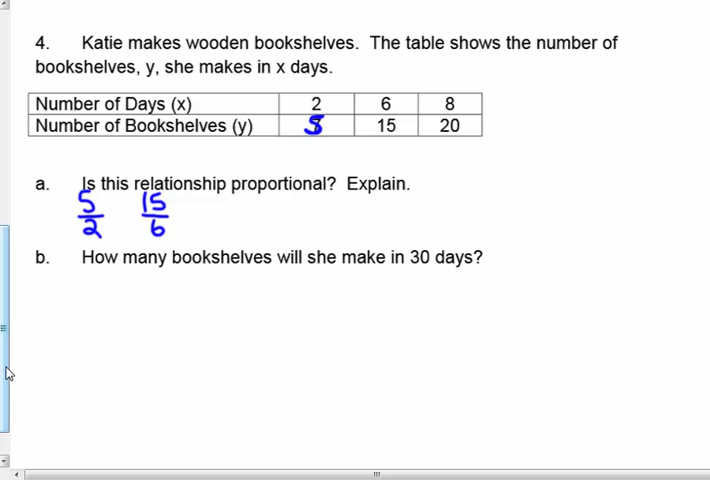 4. Katie makes wooden bookshelves. The table shows the number of
bookshelves, y, she makes in x days.
Number of Days (x) 2 6 8
Number of Bookshelves (y) 5 15 20
a. Is this relationship proportional? Explain.
5/2 15/6
b. How many bookshelves will she make in 30 days?